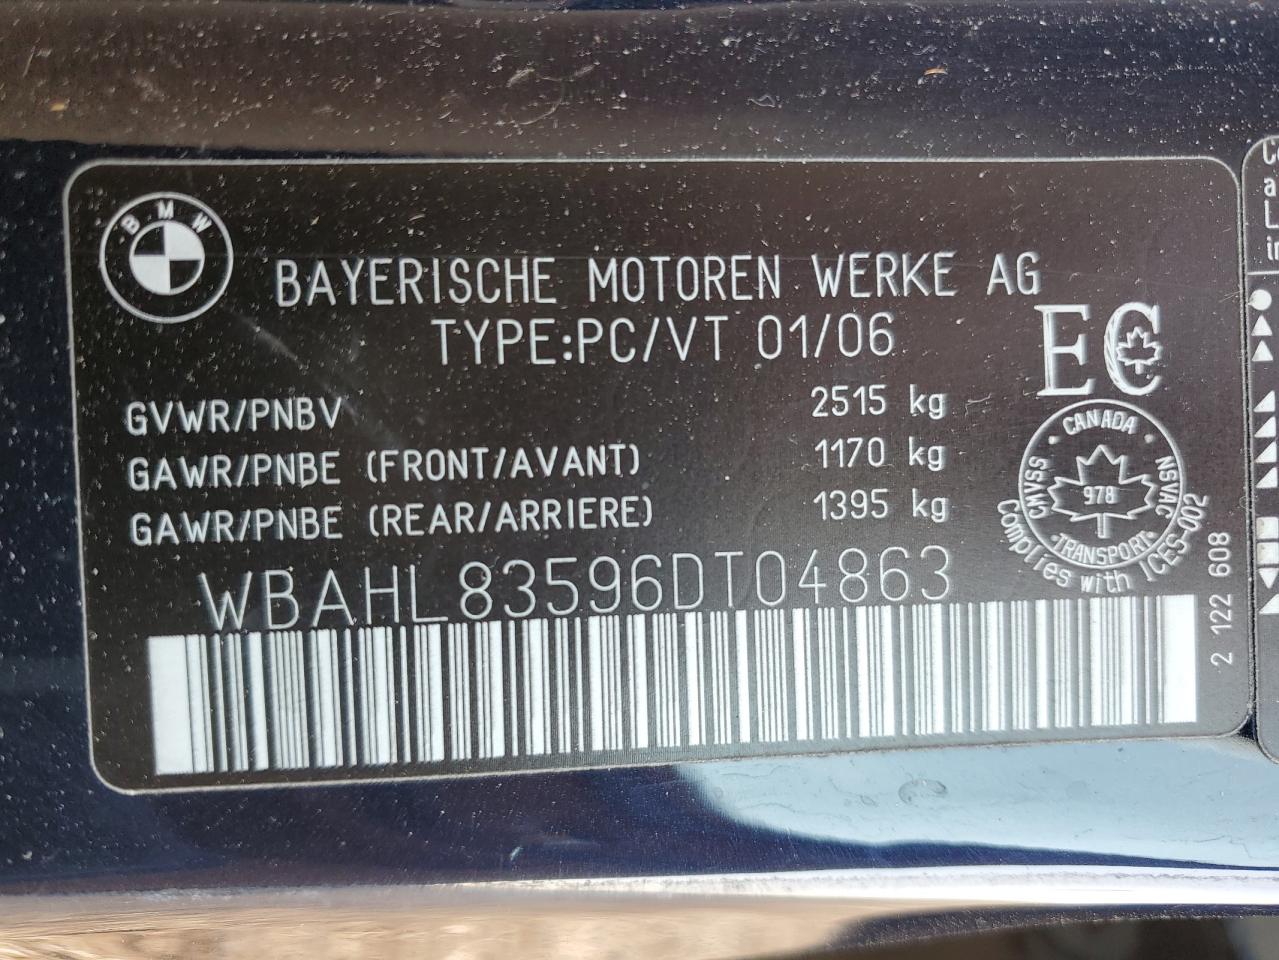 BMW
BAYERISCHE MOTOREN WERKE AG
TYPE:PC/VT 01/06
EC
GVWR/PNBV 2515 kg
GAWR/PNBE (FRONT/AVANT) 1170 kg
GAWR/PNBE (REAR/ARRIERE) 1395 kg
CANADA
CMVSS
978
NSVAC
TRANSPORT
Complies with ICES-002
WBAHL83596DT04863
2 122 608